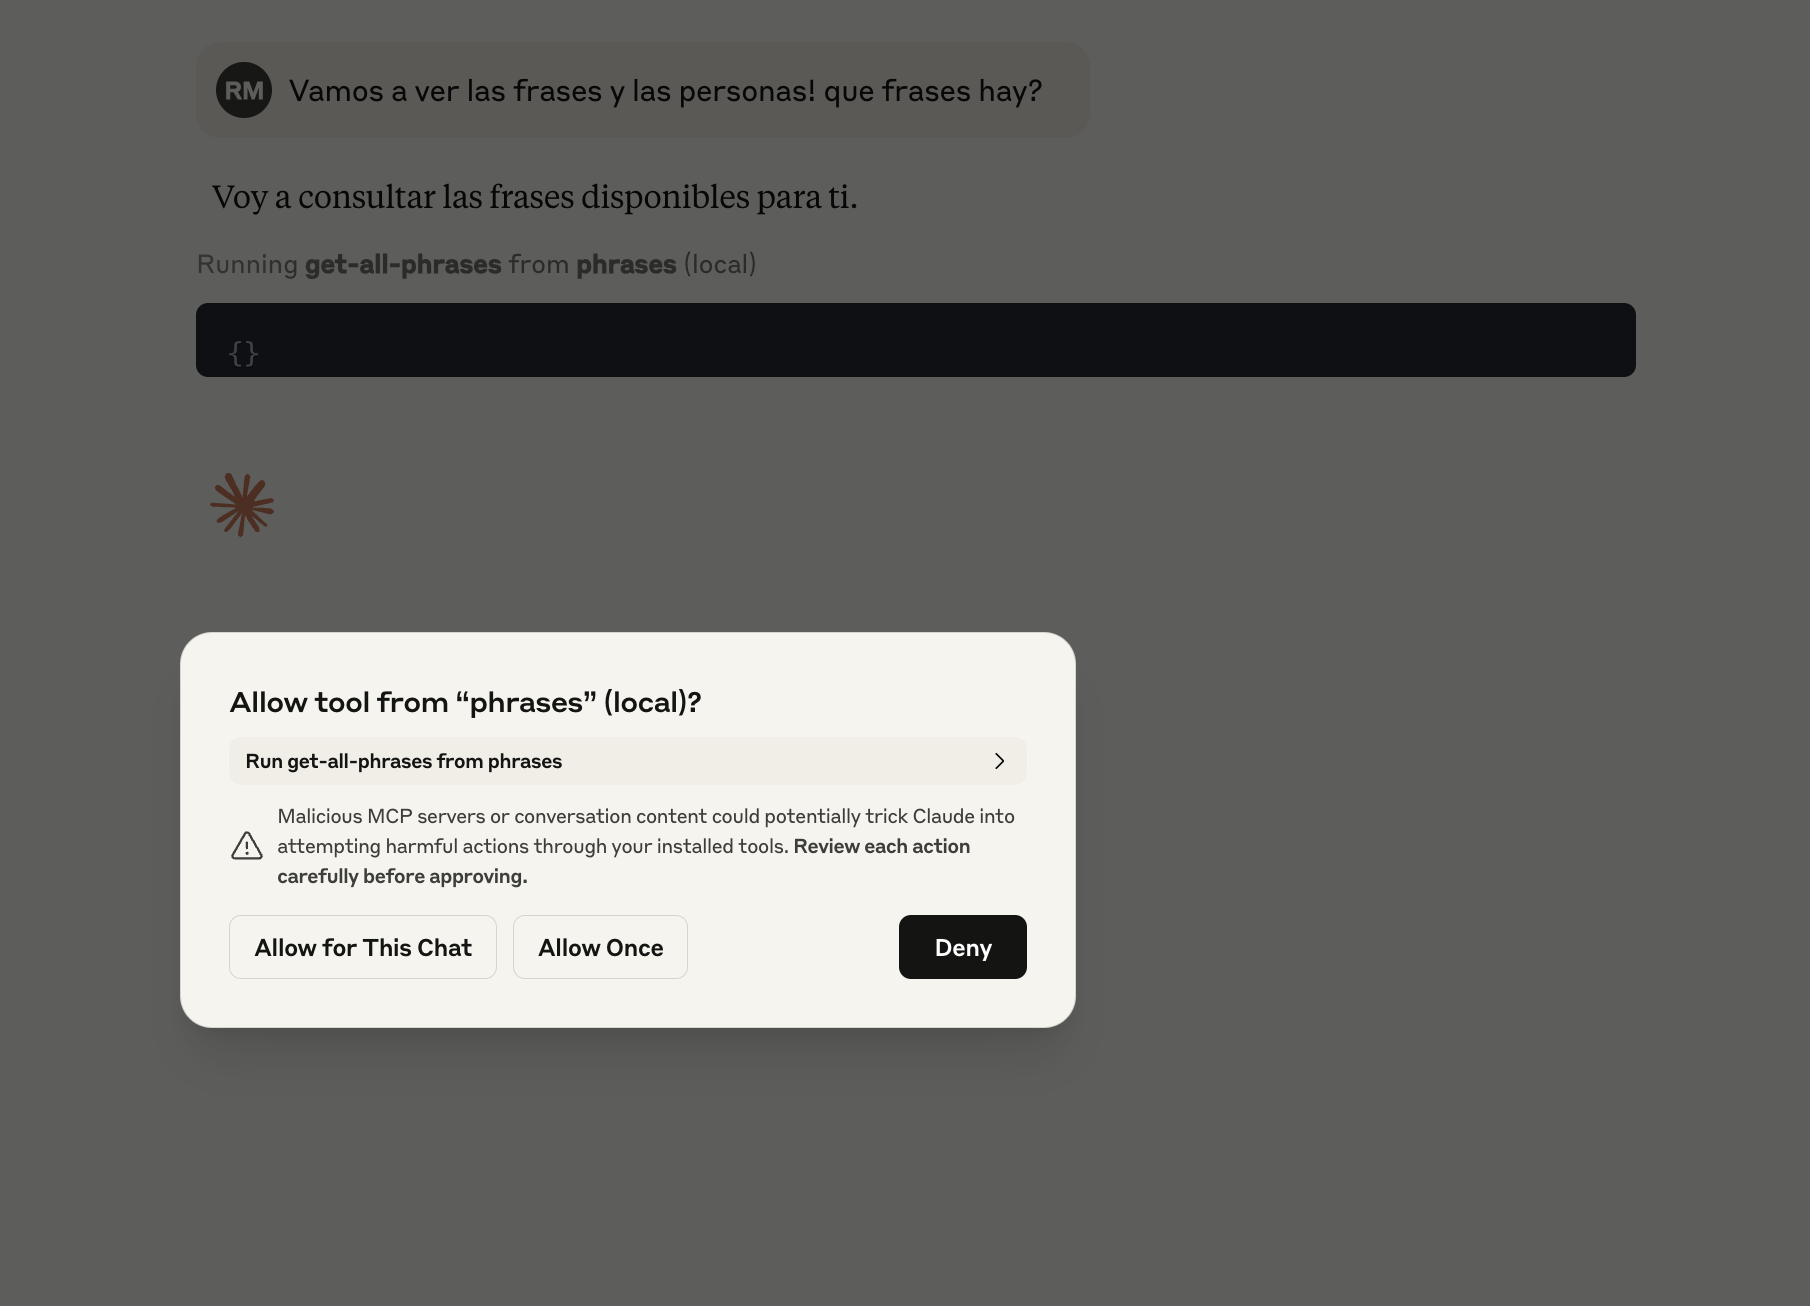 RM
Vamos a ver las frases y las personas! que frases hay?
Voy a consultar las frases disponibles para ti.
Running get-all-phrases from phrases (local)
{}
Allow tool from “phrases” (local)?
Run get-all-phrases from phrases
Malicious MCP servers or conversation content could potentially trick Claude into
attempting harmful actions through your installed tools. Review each action
carefully before approving.
Allow for This Chat
Allow Once
Deny